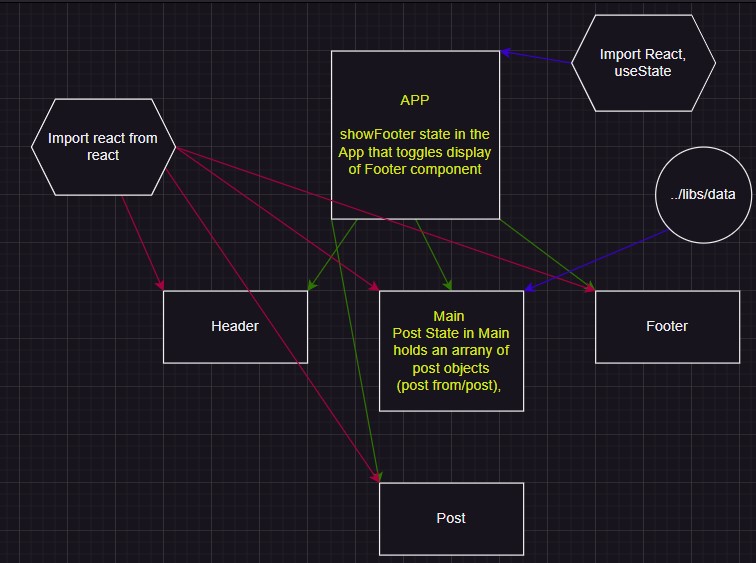 Import React,
useState
APP
showFooter state in the
App that toggles display
of Footer component
Import react from
react
../libs/data
Header
Main
Post State in Main
holds an arrany of
post objects
(post from/post),
Footer
Post